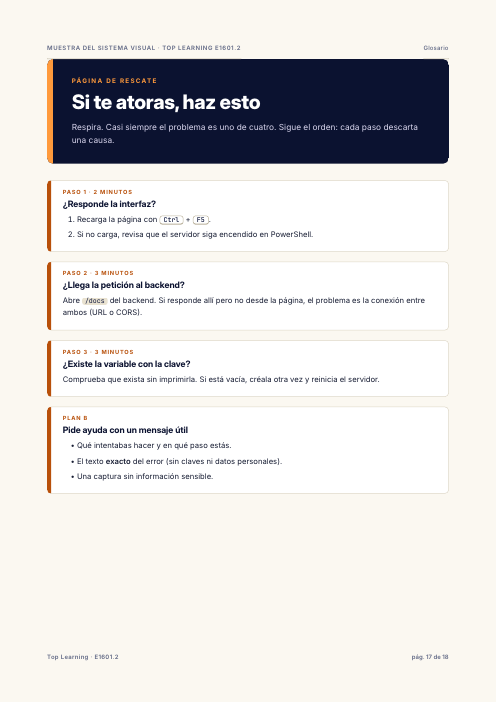 MUESTRA DEL SISTEMA VISUAL · TOP LEARNING E1601.2
Glosario
PÁGINA DE RESCATE
Si te atoras, haz esto
Respira. Casi siempre el problema es uno de cuatro. Sigue el orden: cada paso descarta
una causa.
PASO 1 · 2 MINUTOS
¿Responde la interfaz?
1. Recarga la página con Ctrl + F5.
2. Si no carga, revisa que el servidor siga encendido en PowerShell.
PASO 2 · 3 MINUTOS
¿Llega la petición al backend?
Abre /docs del backend. Si responde allí pero no desde la página, el problema es la conexión entre
ambos (URL o CORS).
PASO 3 · 3 MINUTOS
¿Existe la variable con la clave?
Comprueba que exista sin imprimirla. Si está vacía, créala otra vez y reinicia el servidor.
PLAN B
Pide ayuda con un mensaje útil
• Qué intentabas hacer y en qué paso estás.
• El texto exacto del error (sin claves ni datos personales).
• Una captura sin información sensible.
Top Learning · E1601.2
pág. 17 de 18